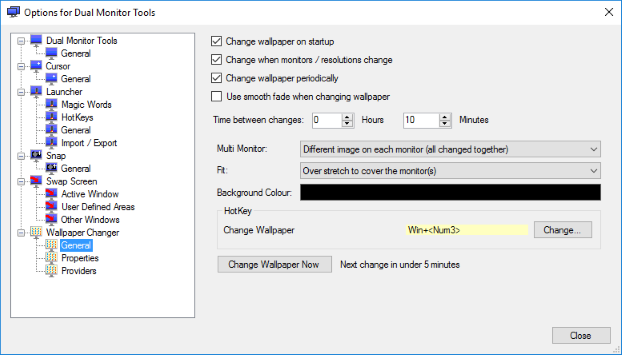 Options for Dual Monitor Tools
Dual Monitor Tools
General
Cursor
General
Launcher
Magic Words
HotKeys
General
Import / Export
Snap
General
Swap Screen
Active Window
User Defined Areas
Other Windows
Wallpaper Changer
General
Properties
Providers
Change wallpaper on startup
Change when monitors / resolutions change
Change wallpaper periodically
Use smooth fade when changing wallpaper
Time between changes: 0 Hours 10 Minutes
Multi Monitor: Different image on each monitor (all changed together)
Fit: Over stretch to cover the monitor(s)
Background Colour:
HotKey
Change Wallpaper Win+<Num3> Change...
Change Wallpaper Now Next change in under 5 minutes
Close